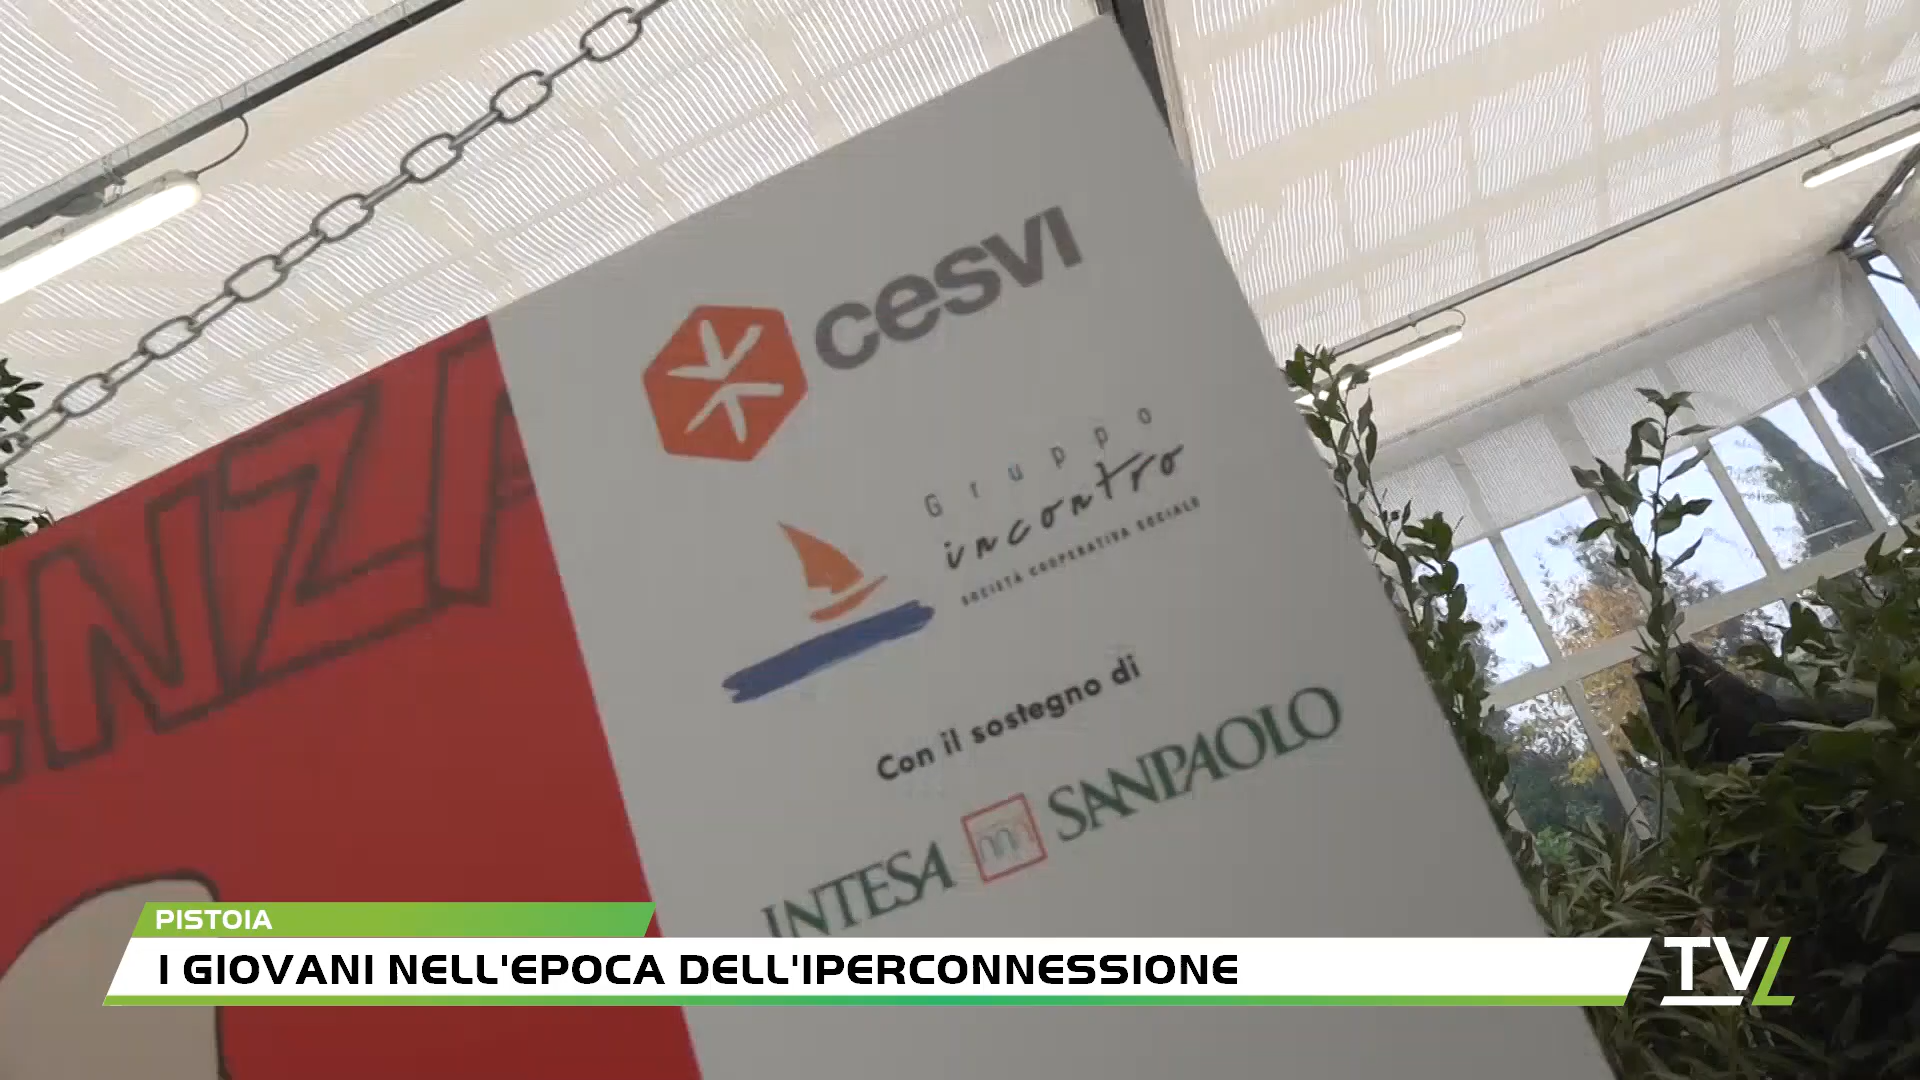 ENZA
cesvi
Gruppo
incontro
SOCIETÀ COOPERATIVA SOCIALE
Con il sostegno di
INTESA SANPAOLO
PISTOIA
I GIOVANI NELL'EPOCA DELL'IPERCONNESSIONE
TVL